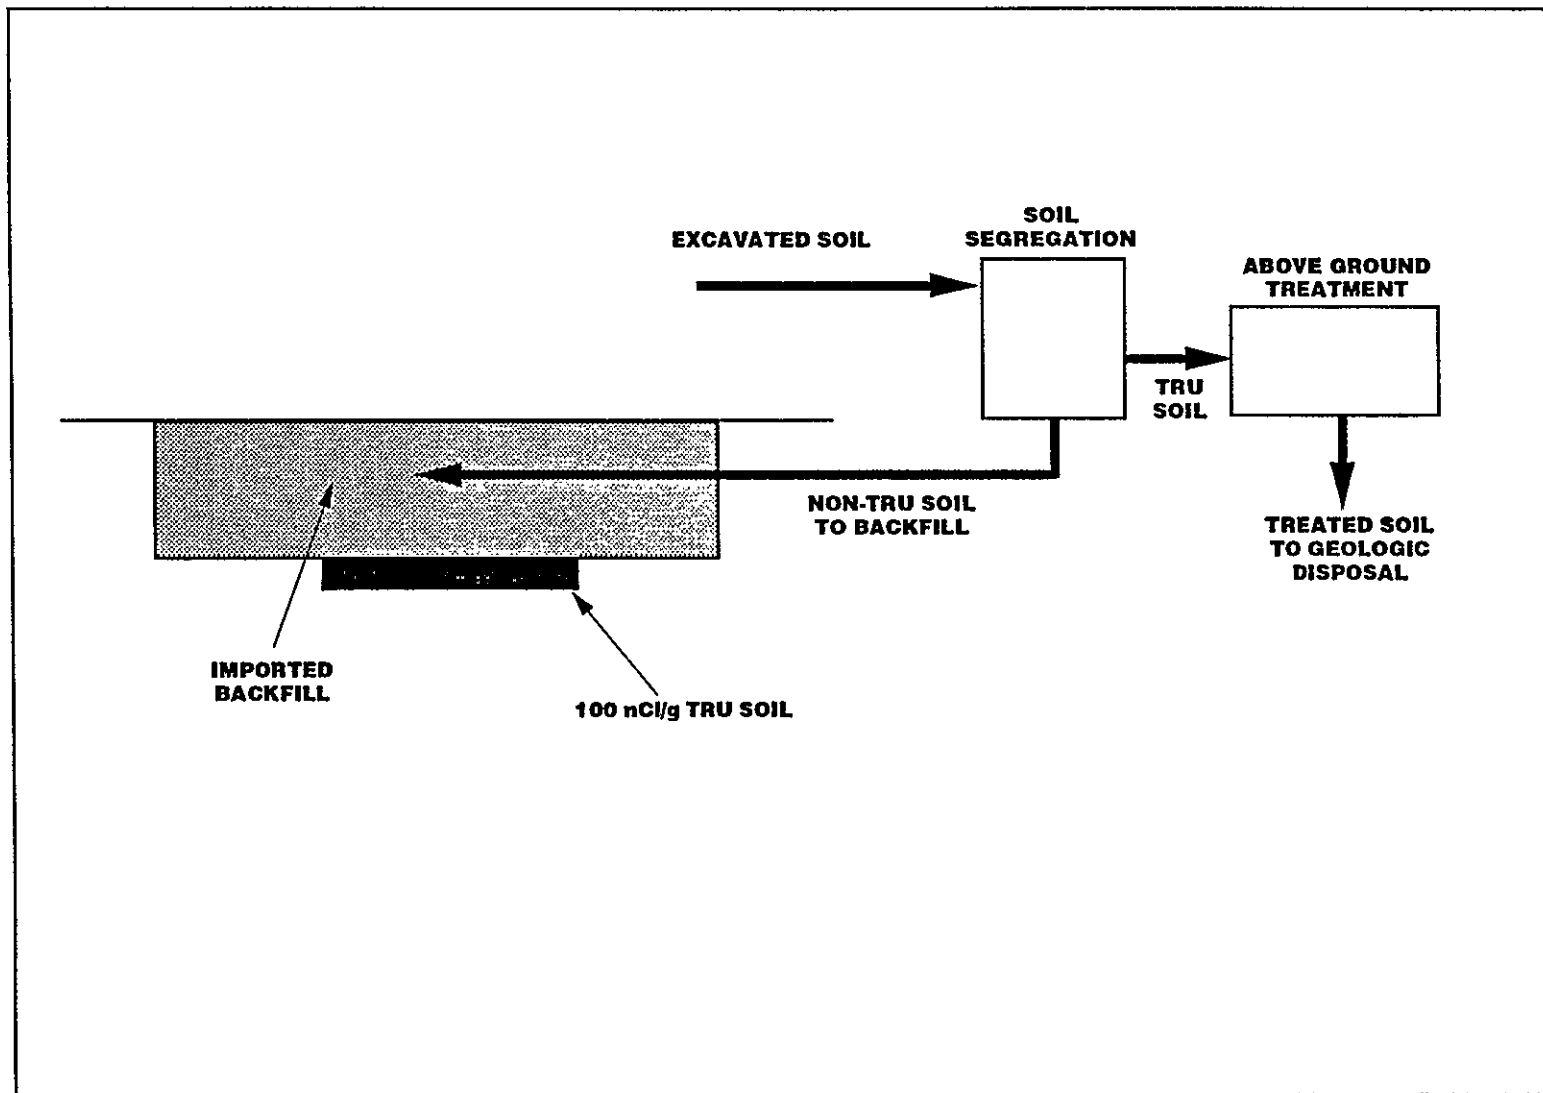 EXCAVATED SOIL
SOIL
SEGREGATION
ABOVE GROUND
TREATMENT
TRU
SOIL
NON-TRU SOIL
TO BACKFILL
TREATED SOIL
TO GEOLOGIC
DISPOSAL
IMPORTED
BACKFILL
100 nCi/g TRU SOIL